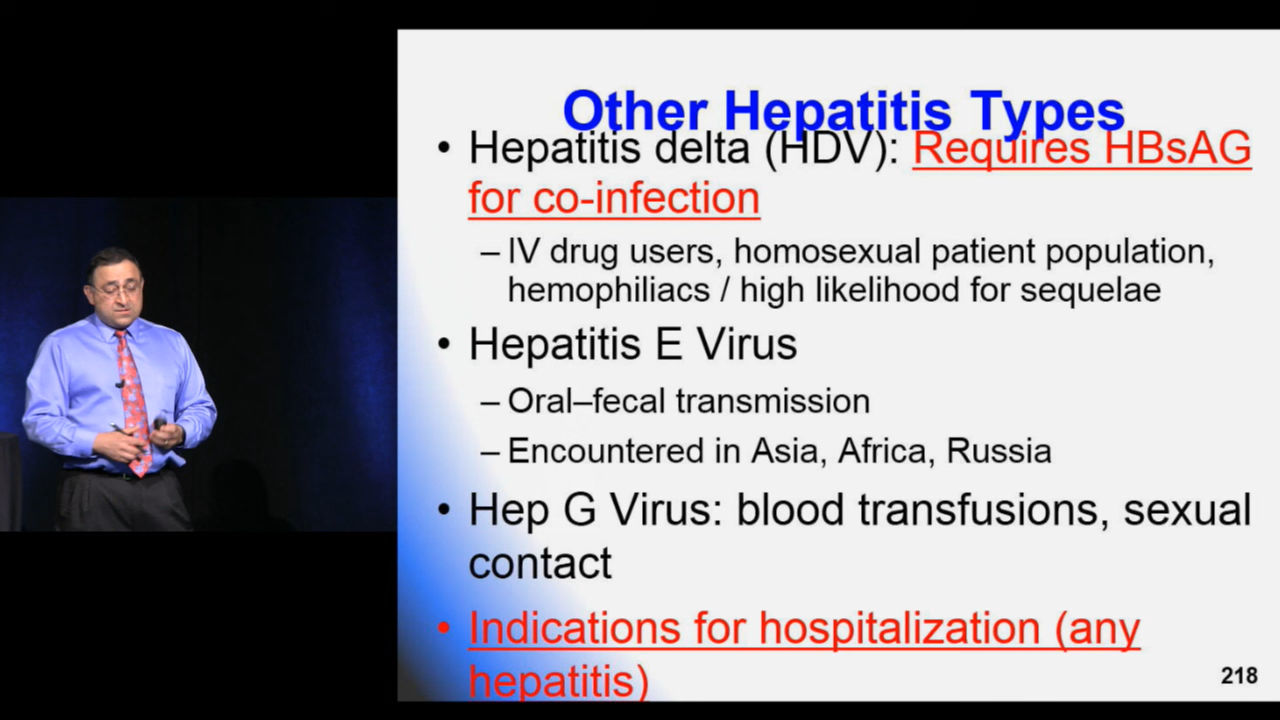 Other Hepatitis Types
• Hepatitis delta (HDV): Requires HBsAG
for co-infection
– IV drug users, homosexual patient population,
hemophiliacs / high likelihood for sequelae
• Hepatitis E Virus
– Oral–fecal transmission
– Encountered in Asia, Africa, Russia
• Hep G Virus: blood transfusions, sexual
contact
• Indications for hospitalization (any
hepatitis)
218